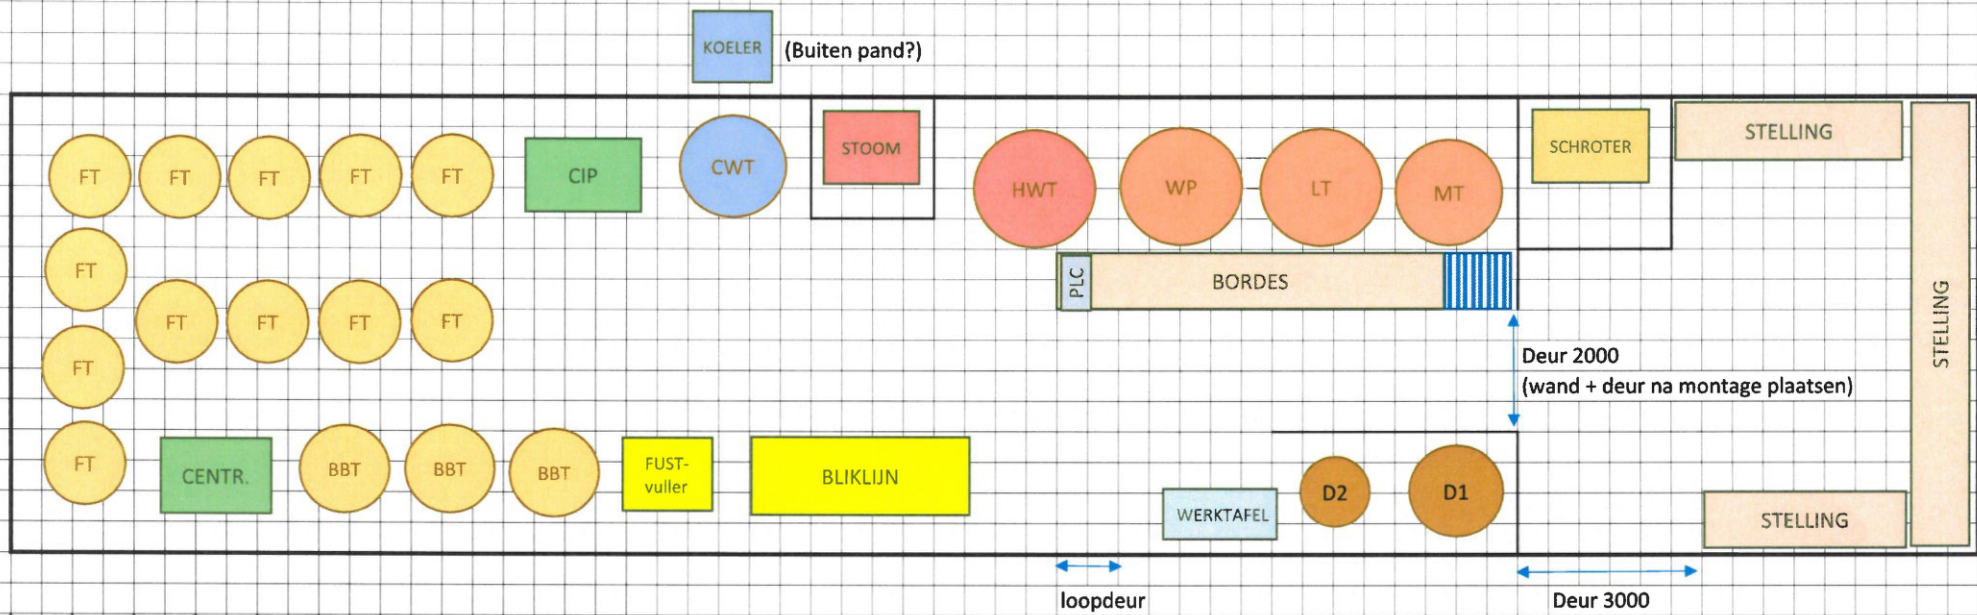 KOELER
(Buiten pand?)
FT
FT
FT
FT
FT
CIP
CWT
STOOM
HWT
WP
LT
MT
SCHROTER
STELLING
FT
PLC
BORDES
STELLING
FT
FT
FT
FT
FT
Deur 2000
(wand + deur na montage plaatsen)
FT
CENTR.
BBT
BBT
BBT
FUST-
vuller
BLIKLIJN
WERKTAFEL
D2
D1
STELLING
loopdeur
Deur 3000